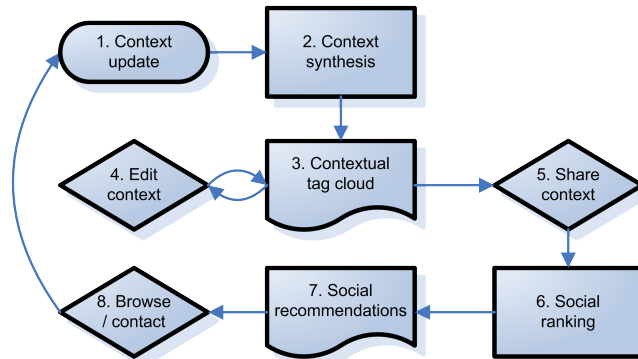 1. Context
update
2. Context
synthesis
3. Contextual
tag cloud
4. Edit
context
5. Share
context
6. Social
ranking
7. Social
recommendations
8. Browse
/ contact